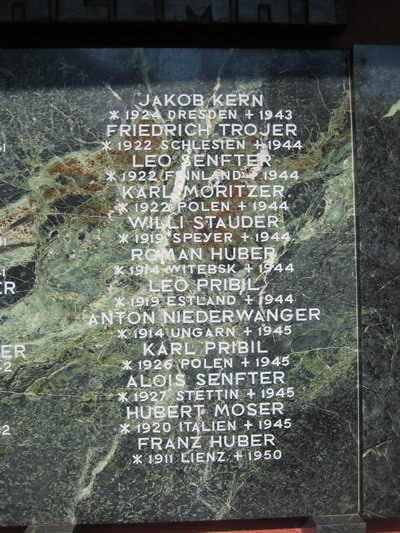 JAKOB KERN
* 1924 DRESDEN + 1943
FRIEDRICH TROJER
* 1922 SCHLESIEN + 1944
LEO SENFTER
* 1922 FINNLAND + 1944
KARL MORITZER
* 1922 POLEN + 1944
WILLI STAUDER
* 1919 SPEYER + 1944
ROMAN HUBER
* 1914 WITEBSK + 1944
LEO PRIBIL
* 1919 ESTLAND + 1944
ANTON NIEDERWANGER
* 1914 UNGARN + 1945
KARL PRIBIL
* 1926 POLEN + 1945
ALOIS SENFTER
* 1927 STETTIN + 1945
HUBERT MOSER
* 1920 ITALIEN + 1945
FRANZ HUBER
* 1911 LIENZ + 1950